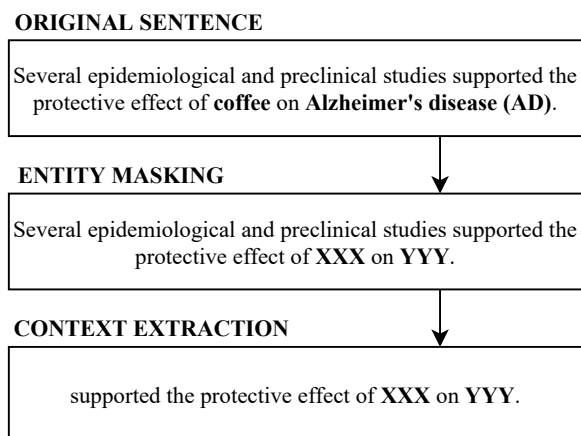 ORIGINAL SENTENCE
Several epidemiological and preclinical studies supported the
protective effect of coffee on Alzheimer's disease (AD).
ENTITY MASKING
Several epidemiological and preclinical studies supported the
protective effect of XXX on YYY.
CONTEXT EXTRACTION
supported the protective effect of XXX on YYY.